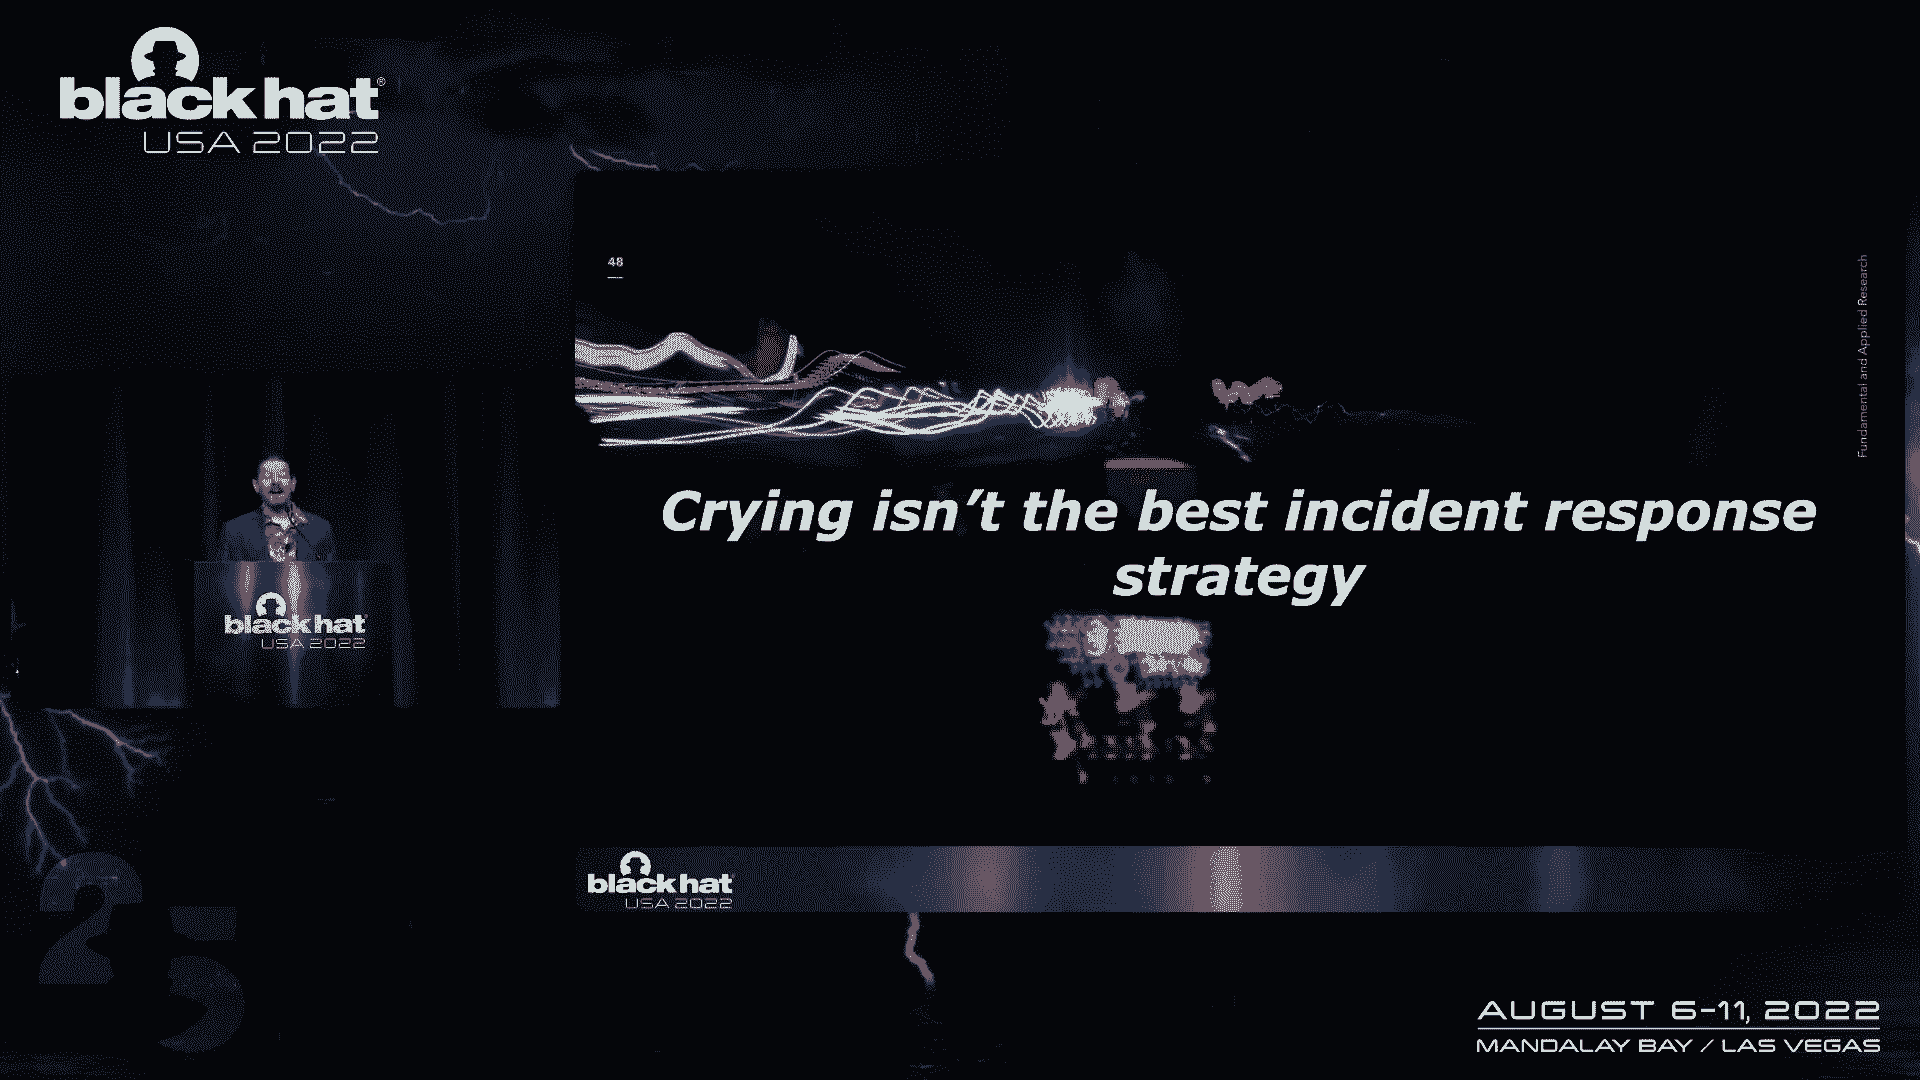 black hat®
USA 2022
48
Fundamental and Applied Research
Crying isn't the best incident response
strategy
black hat
USA 2022
black hat
USA 2022
25
AUGUST 6-11, 2022
MANDALAY BAY / LAS VEGAS